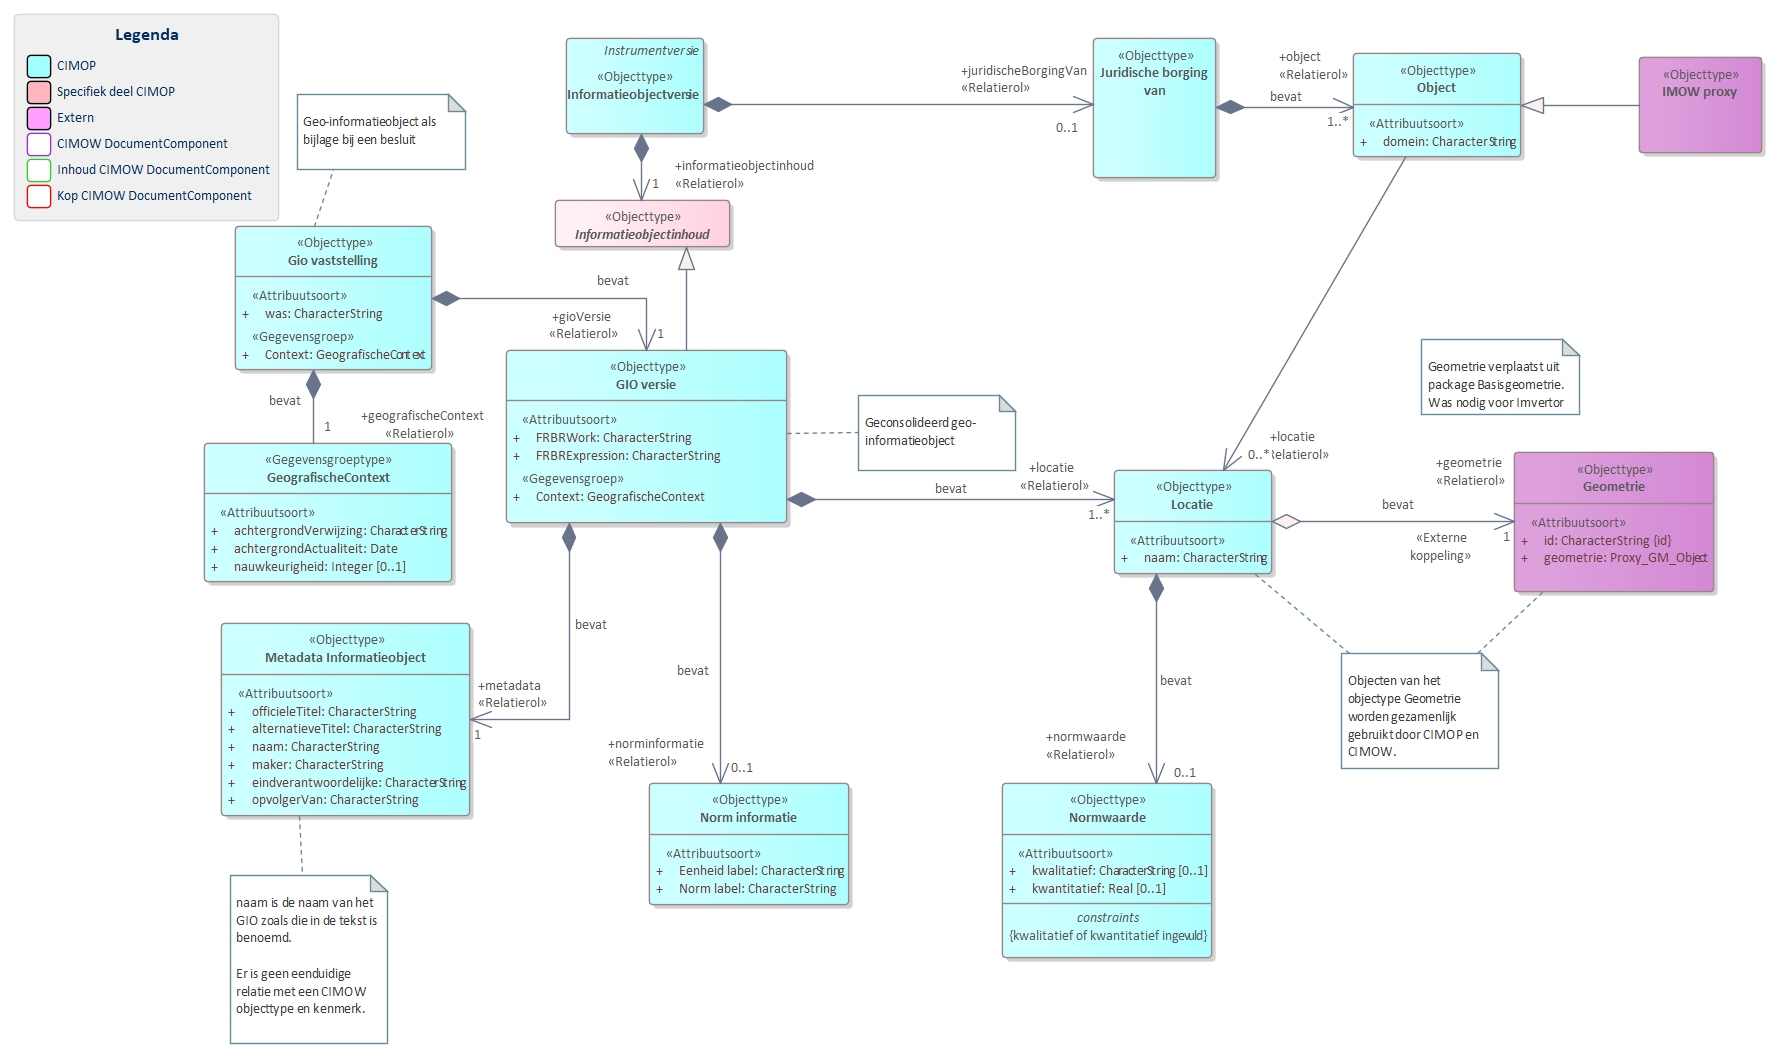 Legenda
CIMOP
Specifiek deel CIMOP
Extern
CIMOW DocumentComponent
Inhoud CIMOW DocumentComponent
Kop CIMOW DocumentComponent
Geo-informatieobject als
bijlage bij een besluit
Instrumentversie
«Objecttype»
Informatieobjectversie
+juridischeBorgingVan
«Relatierol»
0..1
«Objecttype»
Juridische borging
van
+object
«Relatierol»
bevat
1..*
«Objecttype»
Object
«Attribuutsoort»
+ domein: CharacterString
«Objecttype»
IMOW proxy
+informatieobjectinhoud
«Relatierol»
1
«Objecttype»
Informatieobjectinhoud
«Objecttype»
Gio vaststelling
«Attribuutsoort»
+ was: CharacterString
«Gegevensgroep»
+ Context: GeografischeContext
bevat
+gioVersie
«Relatierol»
1
bevat
+geografischeContext
«Relatierol»
1
«Gegevensgroeptype»
GeografischeContext
«Attribuutsoort»
+ achtergrondVerwijzing: CharacterString
+ achtergrondActualiteit: Date
+ nauwkeurigheid: Integer [0..1]
«Objecttype»
GIO versie
«Attribuutsoort»
+ FRBRWork: CharacterString
+ FRBRExpression: CharacterString
«Gegevensgroep»
+ Context: GeografischeContext
Geconsolideerd geo-
informatieobject
Geometrie verplaatst uit
package Basisgeometrie.
Was nodig voor Imvertor
+locatie
«Relatierol»
bevat
1..*
+locatie
0..*
«Objecttype»
Locatie
«Attribuutsoort»
+ naam: CharacterString
+geometrie
«Relatierol»
bevat
1
«Externe
koppeling»
«Objecttype»
Geometrie
«Attribuutsoort»
+ id: CharacterString {id}
+ geometrie: Proxy_GM_Object
Objecten van het
objectype Geometrie
worden gezamenlijk
gebruikt door CIMOP en
CIMOW.
bevat
+metadata
«Relatierol»
1
«Objecttype»
Metadata Informatieobject
«Attribuutsoort»
+ officieleTitel: CharacterString
+ alternatieveTitel: CharacterString
+ naam: CharacterString
+ maker: CharacterString
+ eindverantwoordelijke: CharacterString
+ opvolgerVan: CharacterString
naam is de naam van het
GIO zoals die in de tekst is
benoemd.
Er is geen eenduidige
relatie met een CIMOW
objecttype en kenmerk.
bevat
+norminformatie
«Relatierol»
0..1
«Objecttype»
Norm informatie
«Attribuutsoort»
+ Eenheid label: CharacterString
+ Norm label: CharacterString
bevat
+normwaarde
«Relatierol»
0..1
«Objecttype»
Normwaarde
«Attribuutsoort»
+ kwalitatief: CharacterString [0..1]
+ kwantitatief: Real [0..1]
constraints
{kwalitatief of kwantitatief ingevuld}